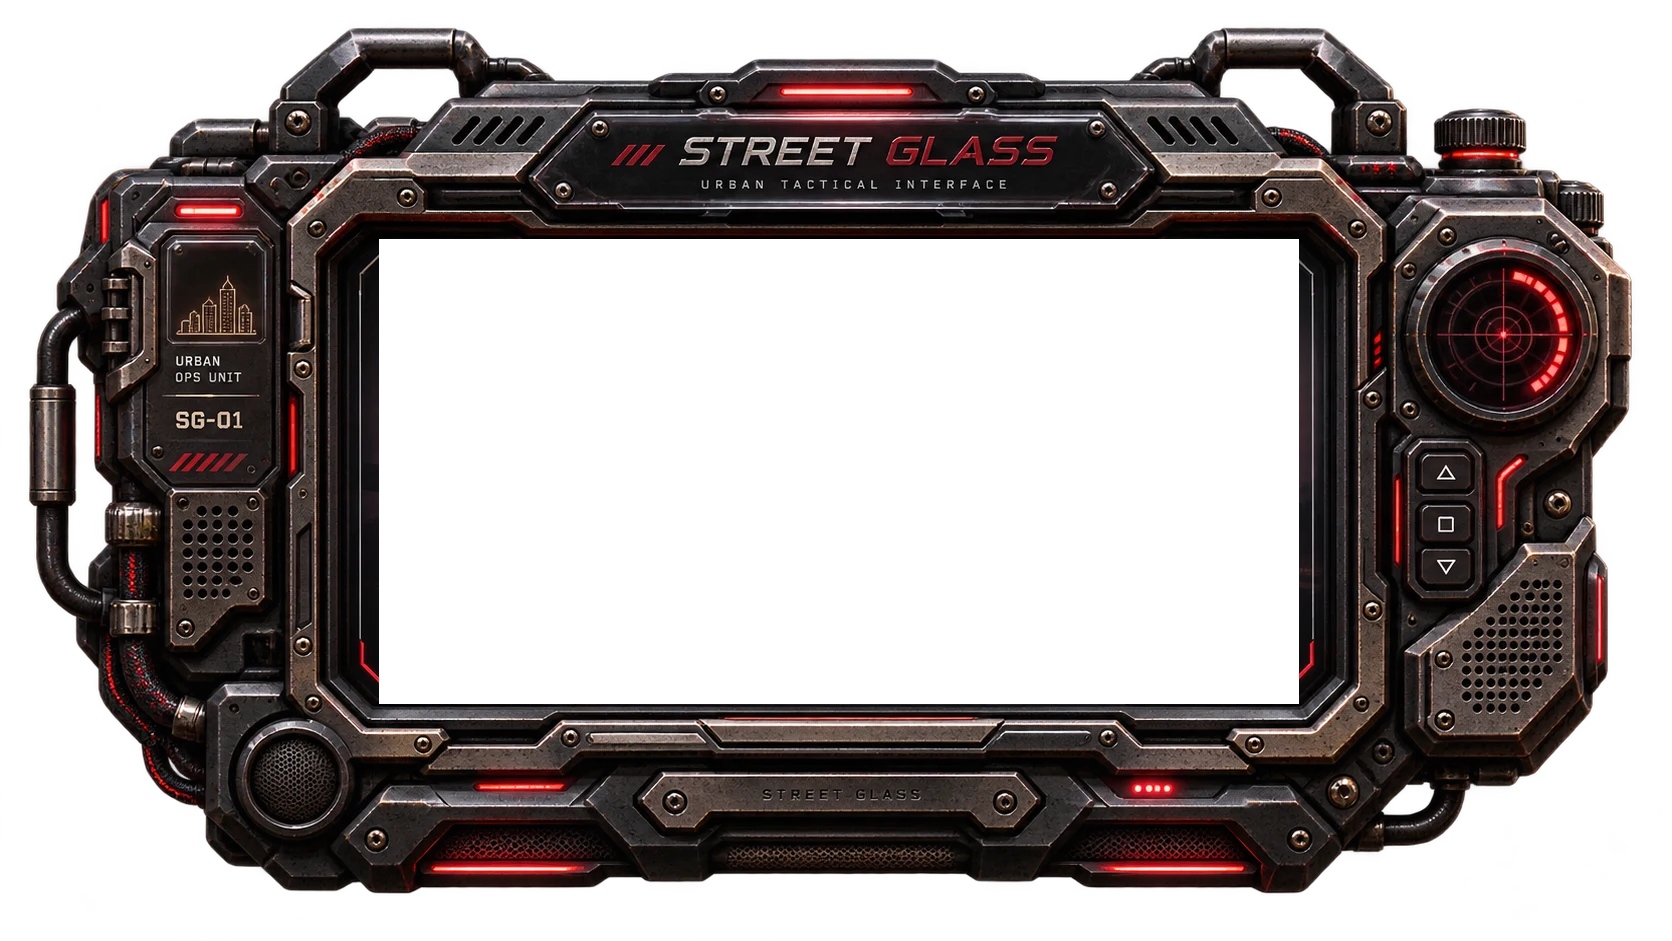 STREET GLASS
URBAN TACTICAL INTERFACE
URBAN
OPS UNIT
SG-01
STREET GLASS